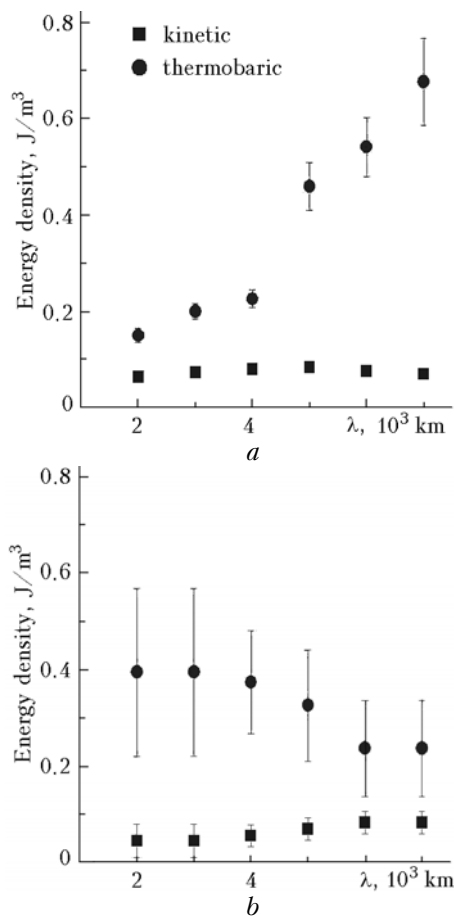 0.8
■ kinetic
● thermobaric
0.6
0.4
0.2
0
Energy density, J/m³
2 4 λ, 10³ km
a
0.8
0.6
0.4
0.2
0
Energy density, J/m³
2 4 λ, 10³ km
b